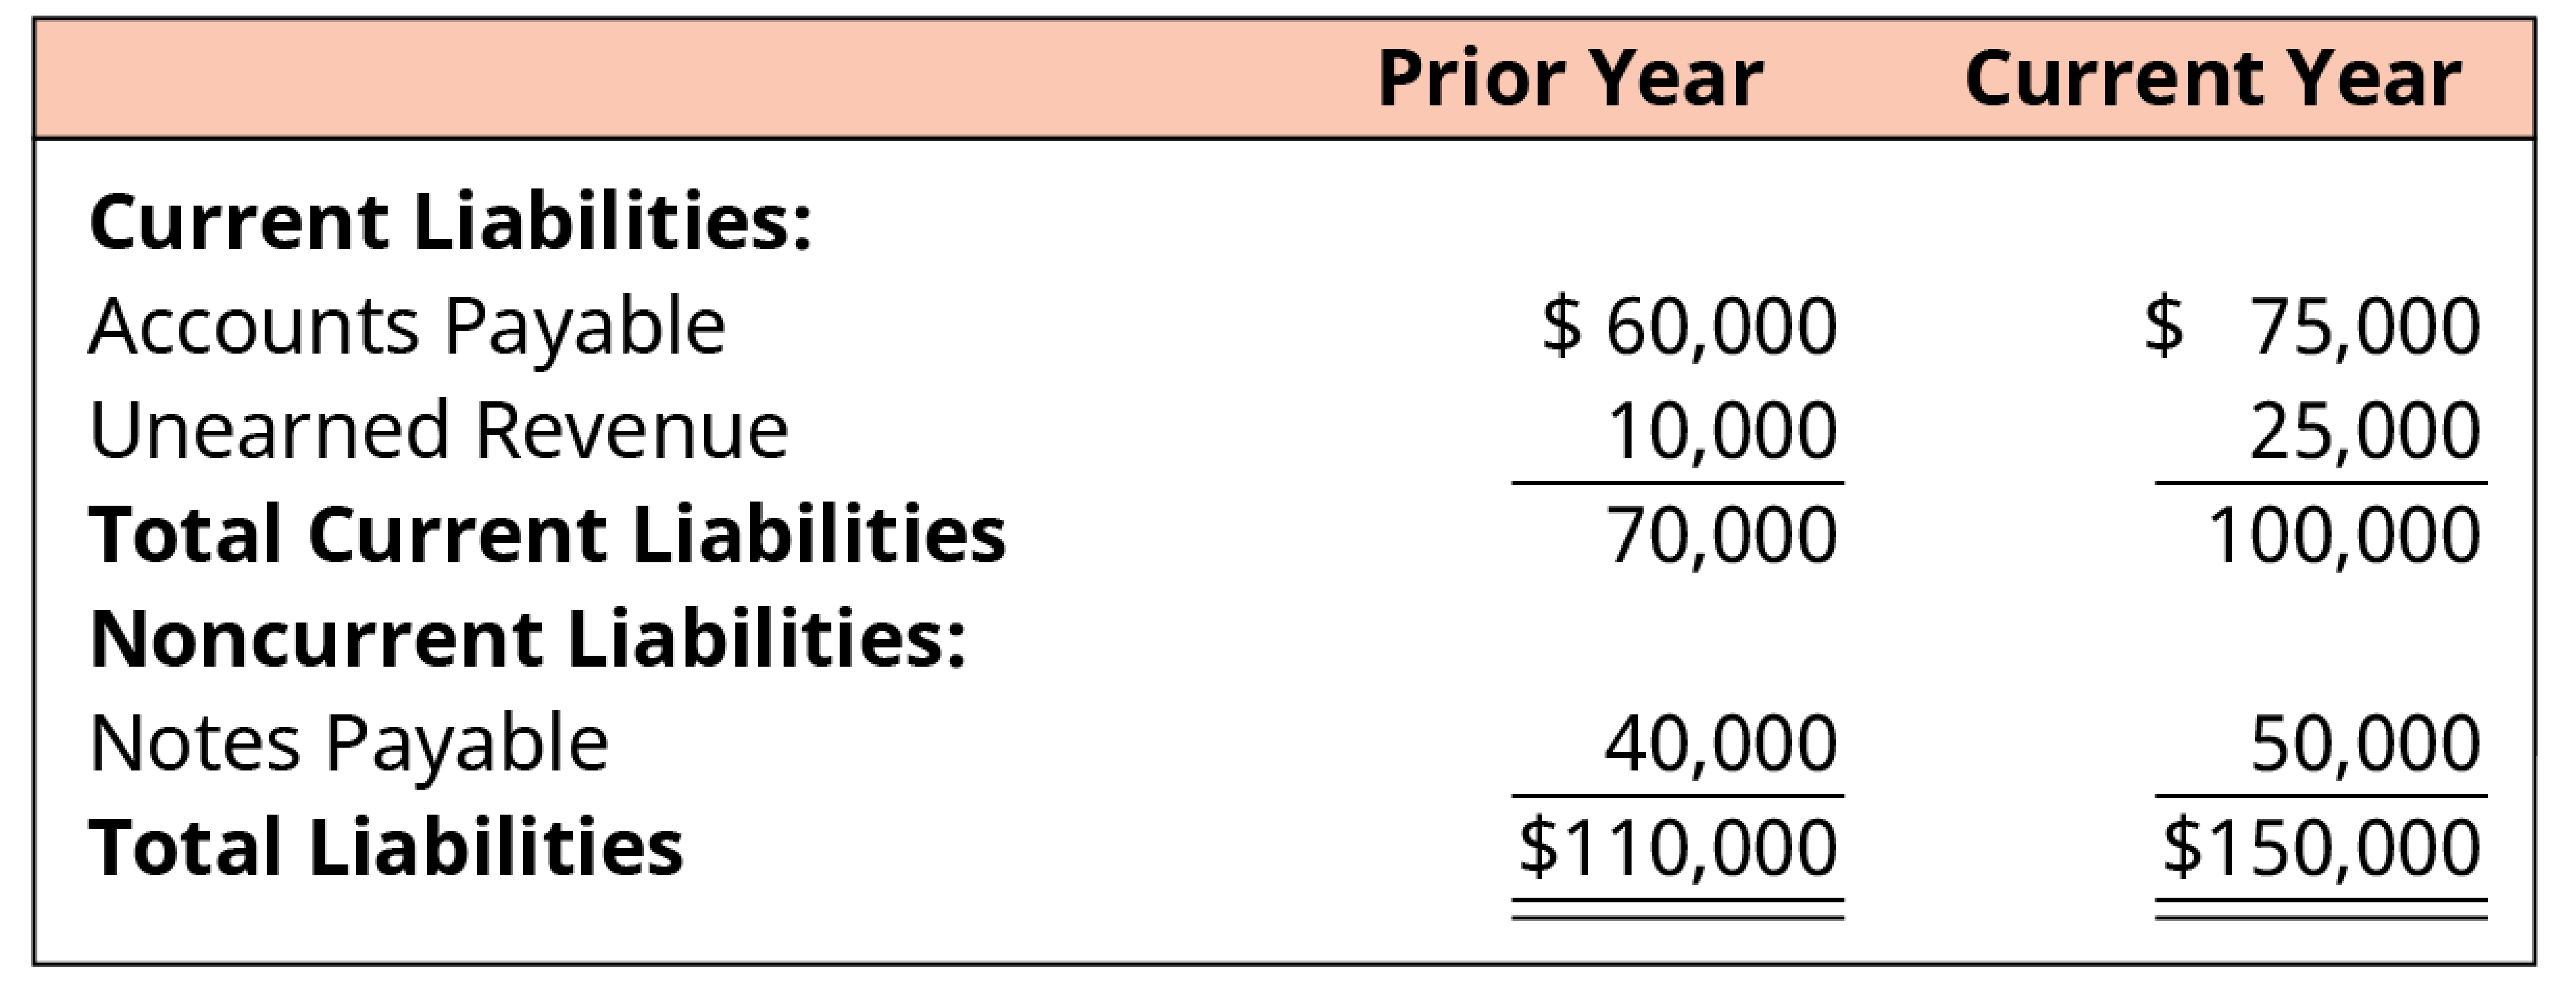 Prior Year Current Year
Current Liabilities:
Accounts Payable $ 60,000 $ 75,000
Unearned Revenue 10,000 25,000
Total Current Liabilities 70,000 100,000
Noncurrent Liabilities:
Notes Payable 40,000 50,000
Total Liabilities $110,000 $150,000